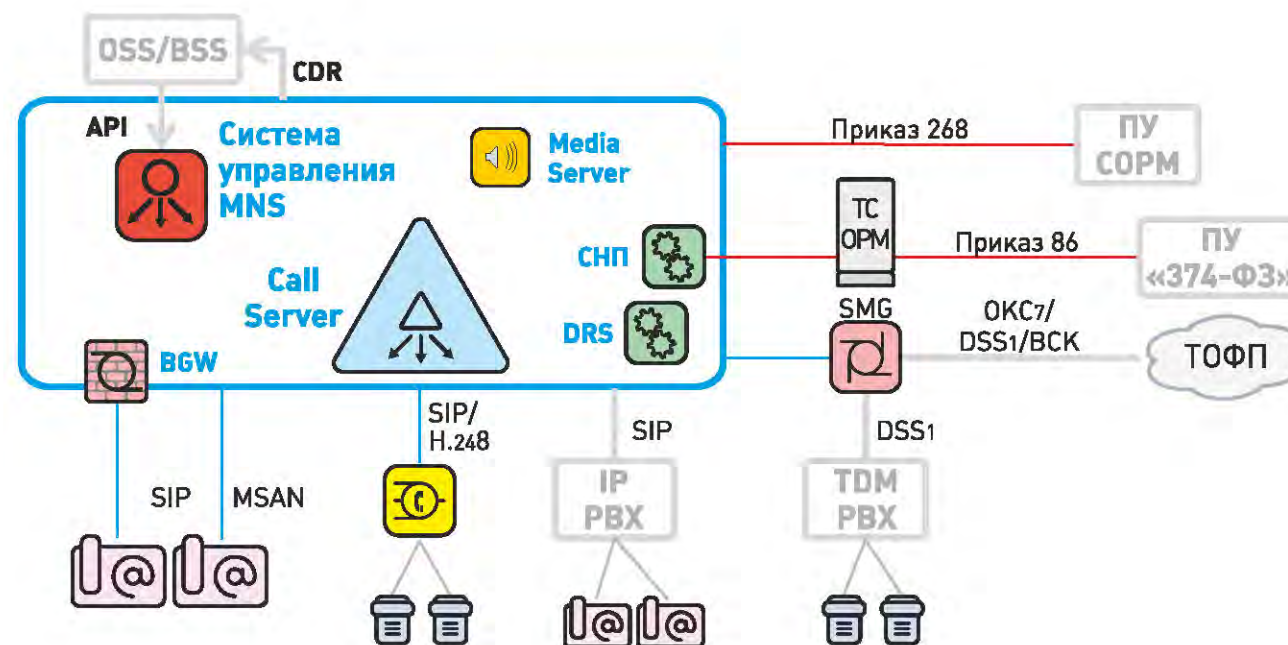 OSS/BSS
CDR
API
Система
управления
MNS
Media
Server
Приказ 268
ПУ
СОРМ
ТС
ОРМ
СНП
Приказ 86
ПУ
«374-ФЗ»
Call
Server
DRS
SMG
ОКС7/
DSS1/ВСК
ТОФП
BGW
SIP/
H.248
SIP
DSS1
SIP
MSAN
IP
PBX
TDM
PBX
@
@
@
@